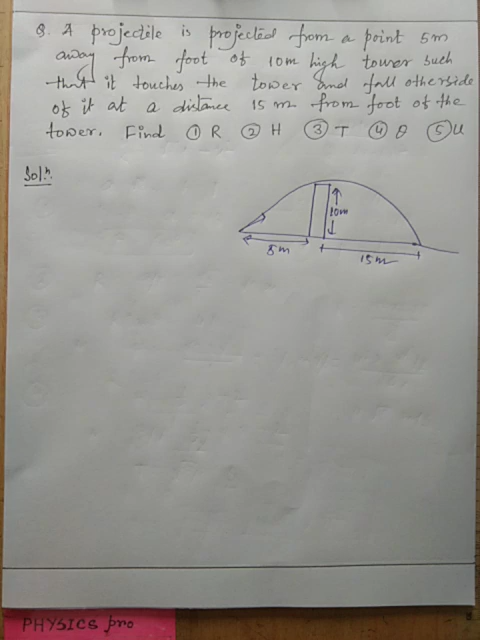 Q. A projectile is projected from a point 5m
away from foot of 10m high tower such
that it touches the tower and fall otherside
of it at a distance 15 m from foot of the
tower. Find ① R ② H ③ T ④ θ ⑤ U
Solⁿ.
10m
5m
15m
PHYSICS pro